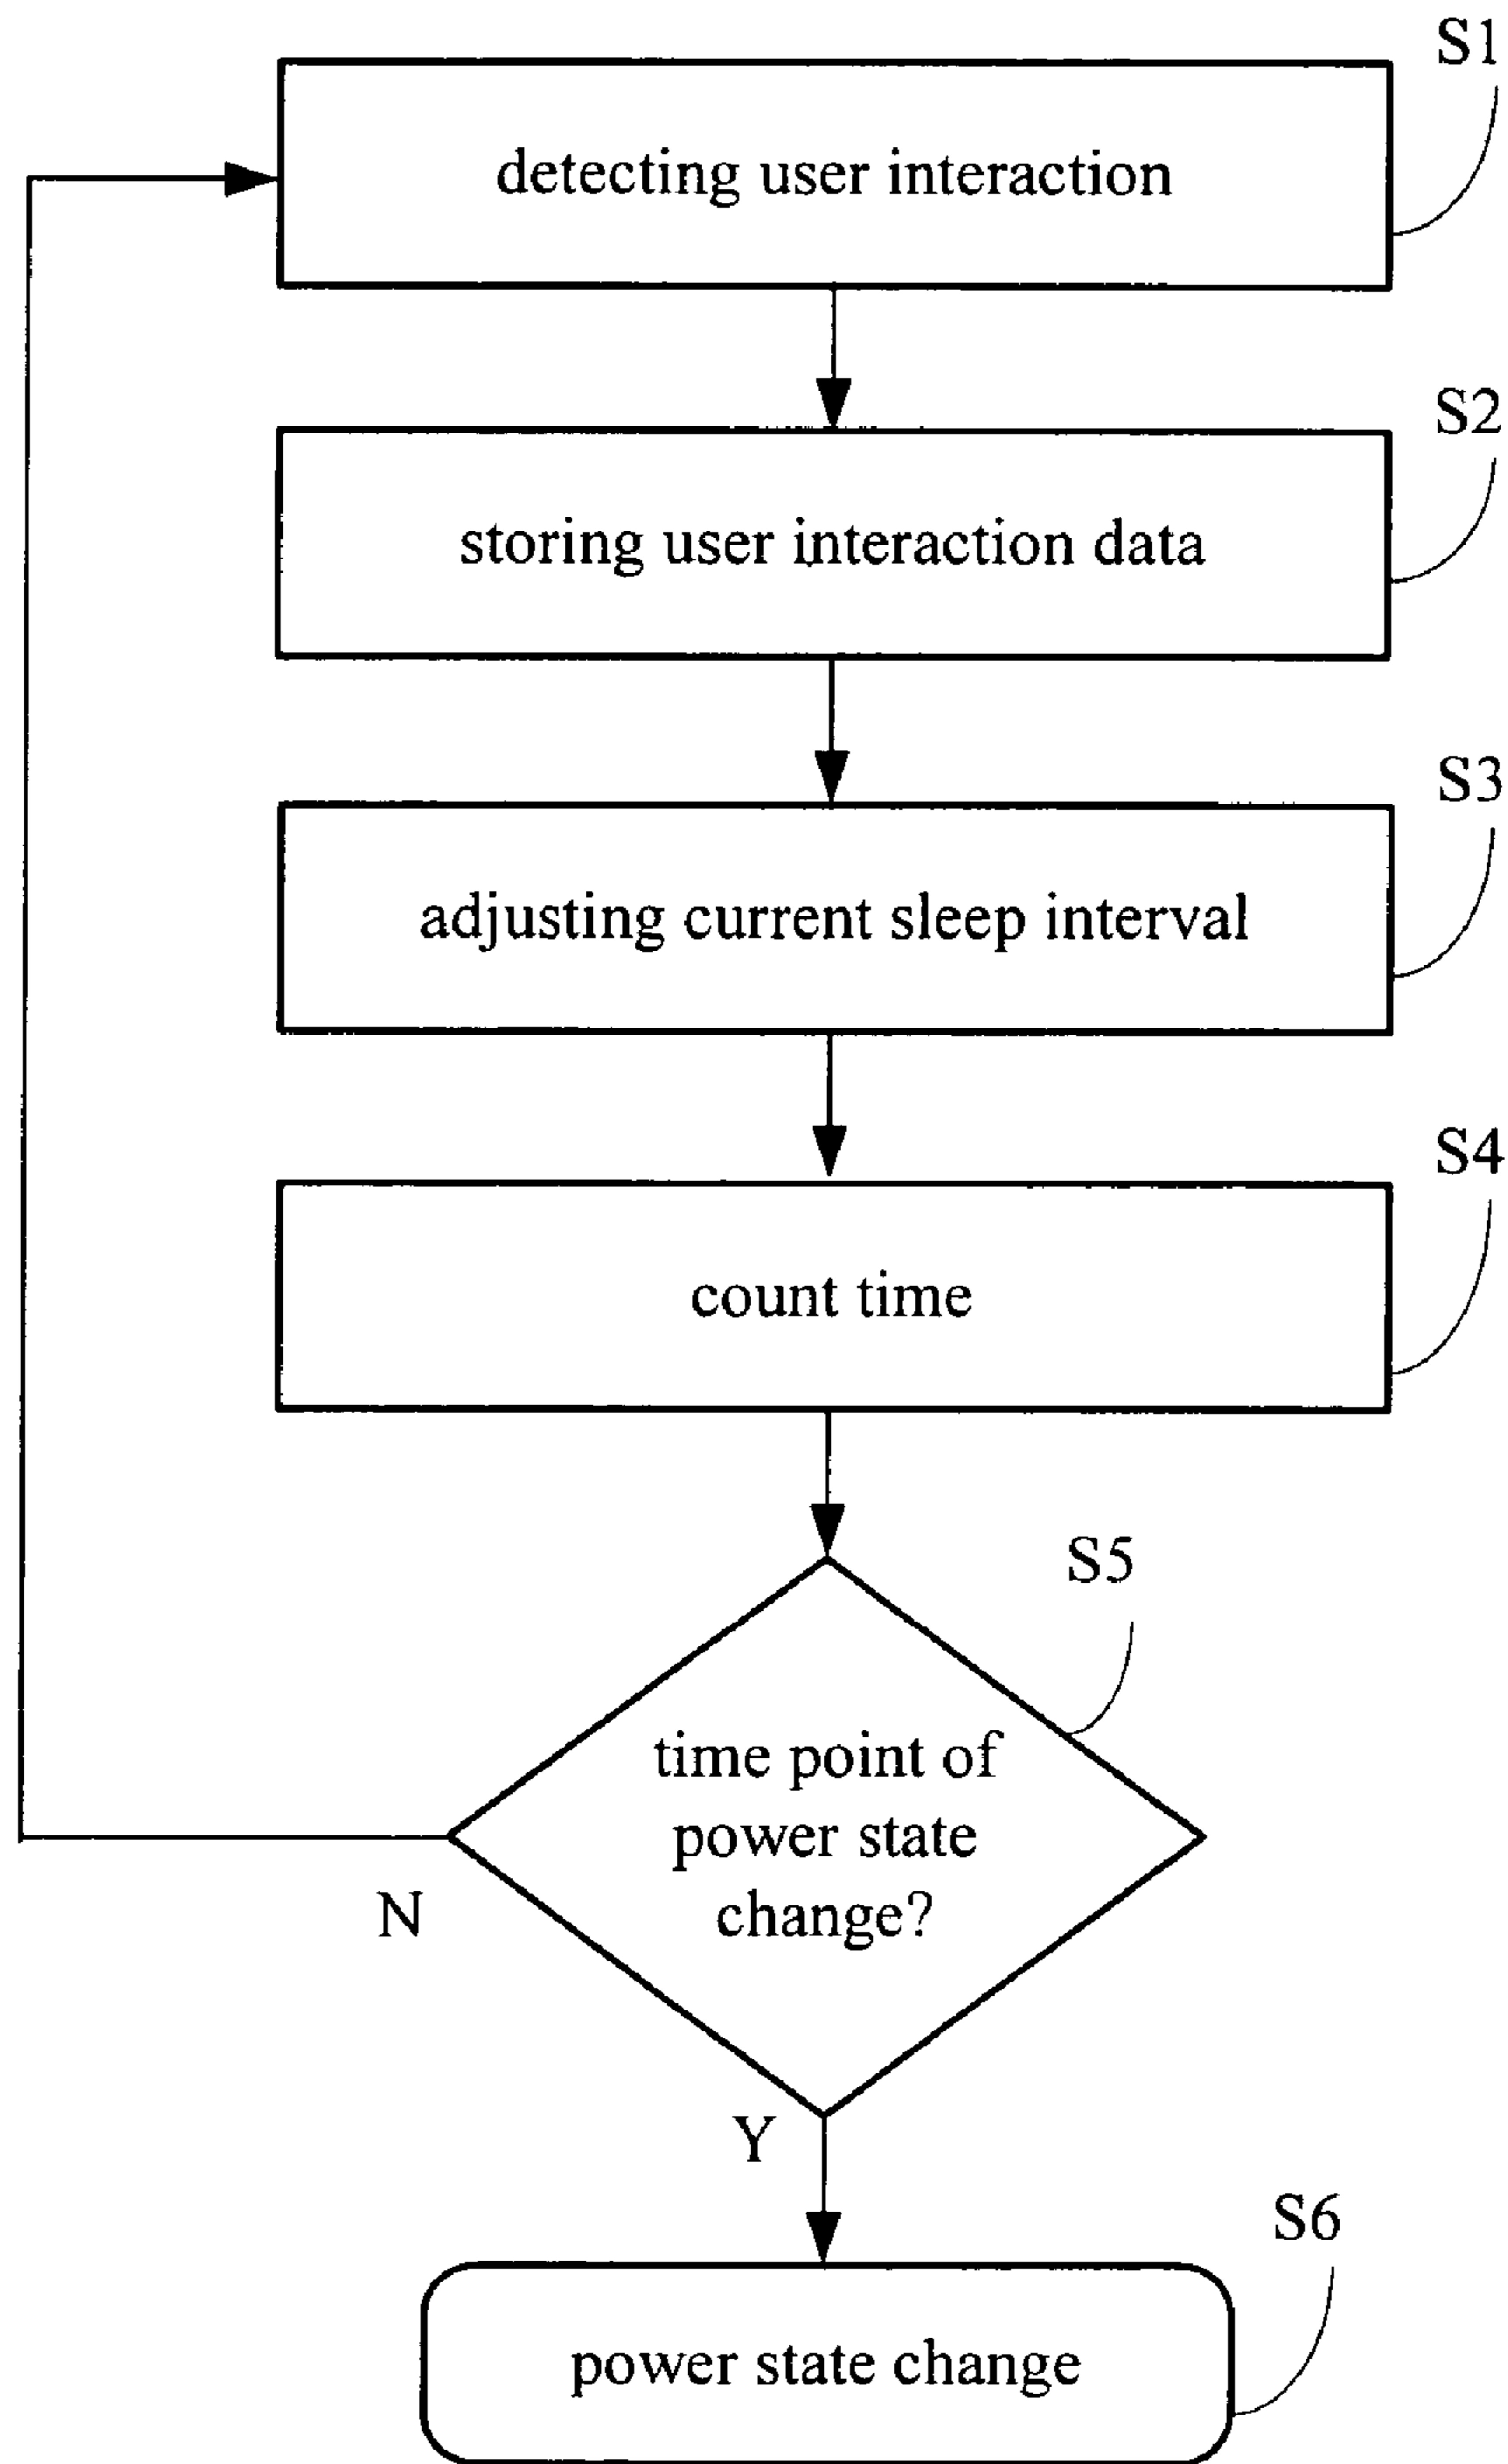 S1
detecting user interaction
S2
storing user interaction data
S3
adjusting current sleep interval
S4
count time
S5
time point of
power state
change?
N
Y
S6
power state change